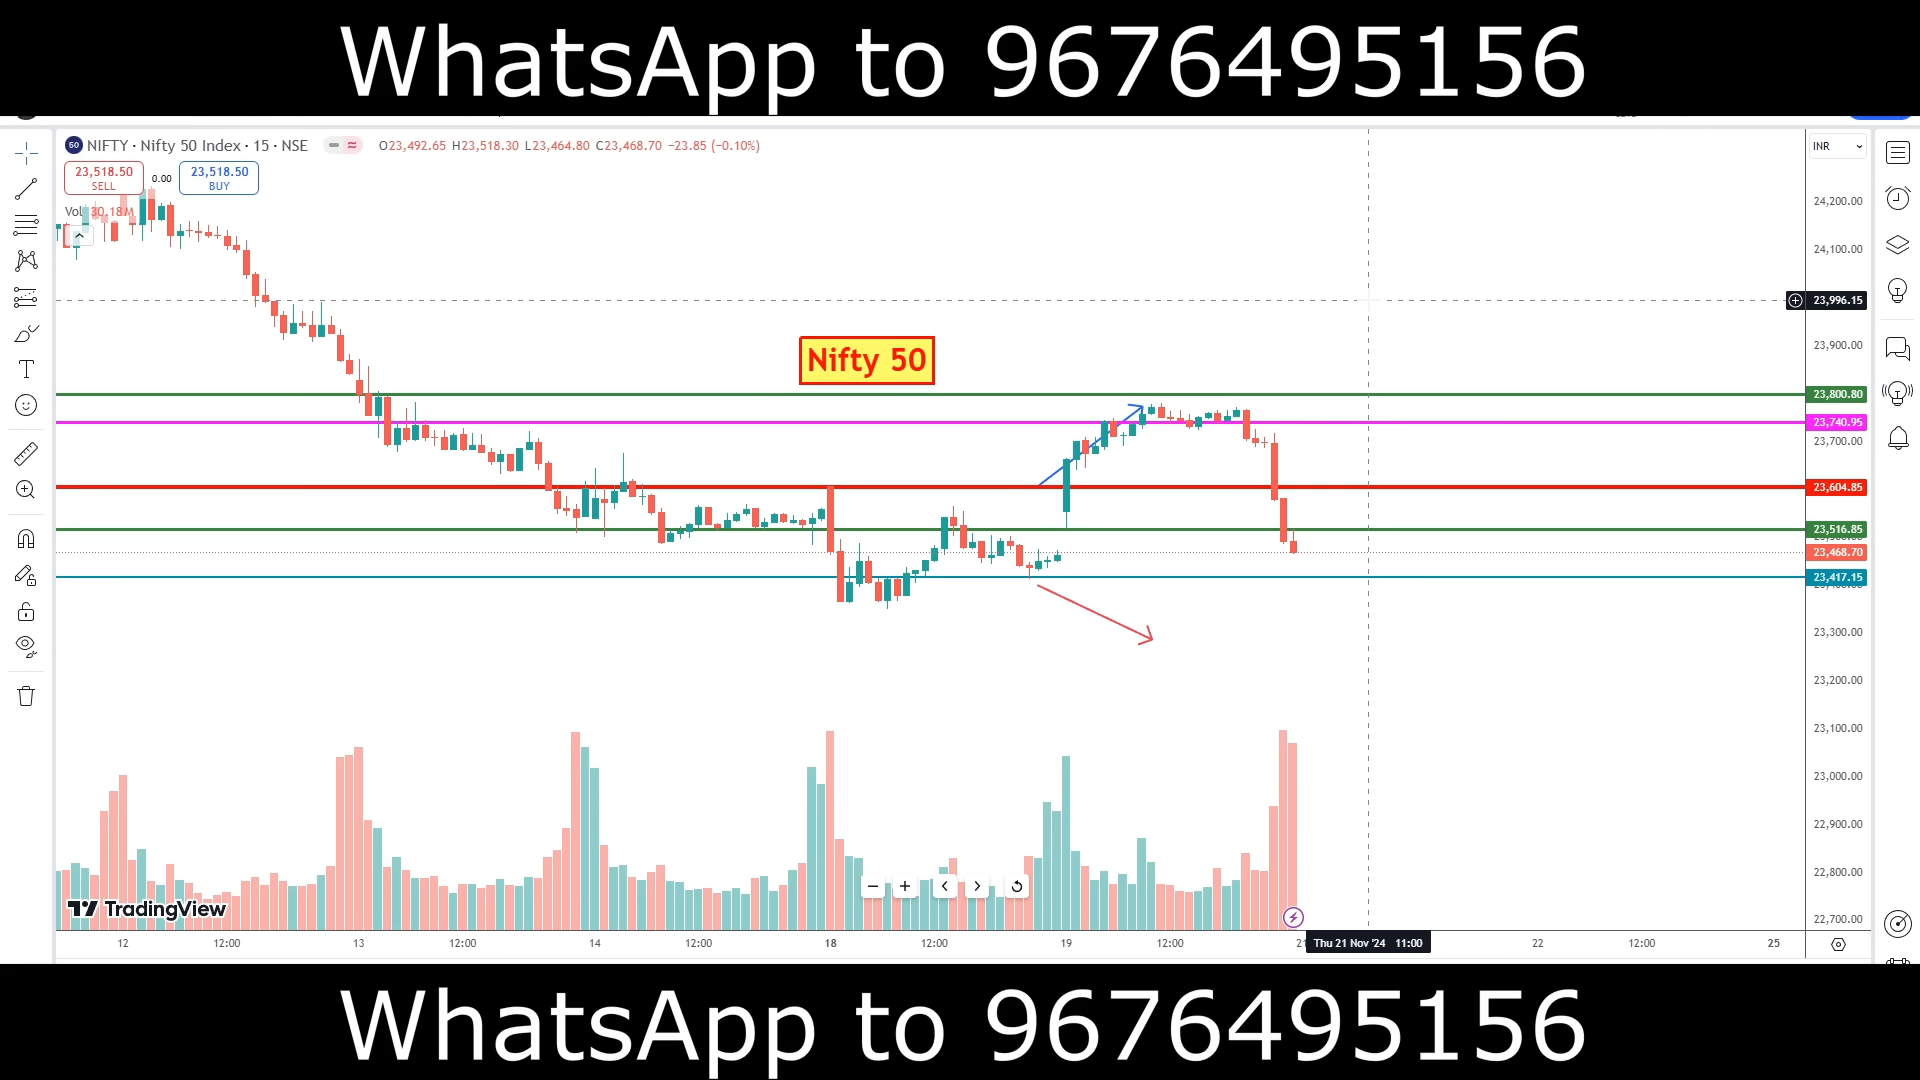 WhatsApp to 9676495156
NIFTY · Nifty 50 Index · 15 · NSE O23,492.65 H23,518.30 L23,464.80 C23,468.70 −23.85 (−0.10%)
INR
23,518.50 SELL 0.00 23,518.50 BUY
Vol 30.18M
24,200.00
24,100.00
23,996.15
23,900.00
Nifty 50
23,800.80
23,740.95
23,700.00
23,604.85
23,516.85
23,468.70
23,417.15
23,300.00
23,200.00
23,100.00
23,000.00
22,900.00
22,800.00
22,700.00
TradingView
12 12:00 13 12:00 14 12:00 18 12:00 19 12:00 21 Thu 21 Nov '24 11:00 22 12:00 25
WhatsApp to 9676495156